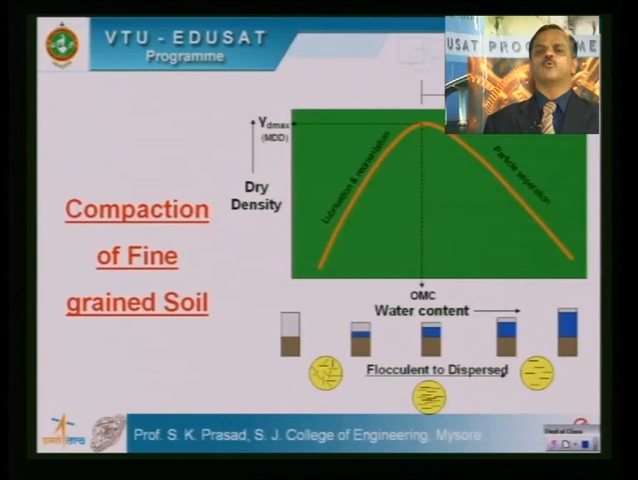 VTU - EDUSAT
Programme
USAT PROGRAMME
Compaction
of Fine
grained Soil
γdmax
(MDD)
Dry
Density
Lubrication & reorientation
Particle separation
OMC
Water content
Flocculent to Dispersed
Prof. S. K. Prasad, S. J. College of Engineering, Mysore